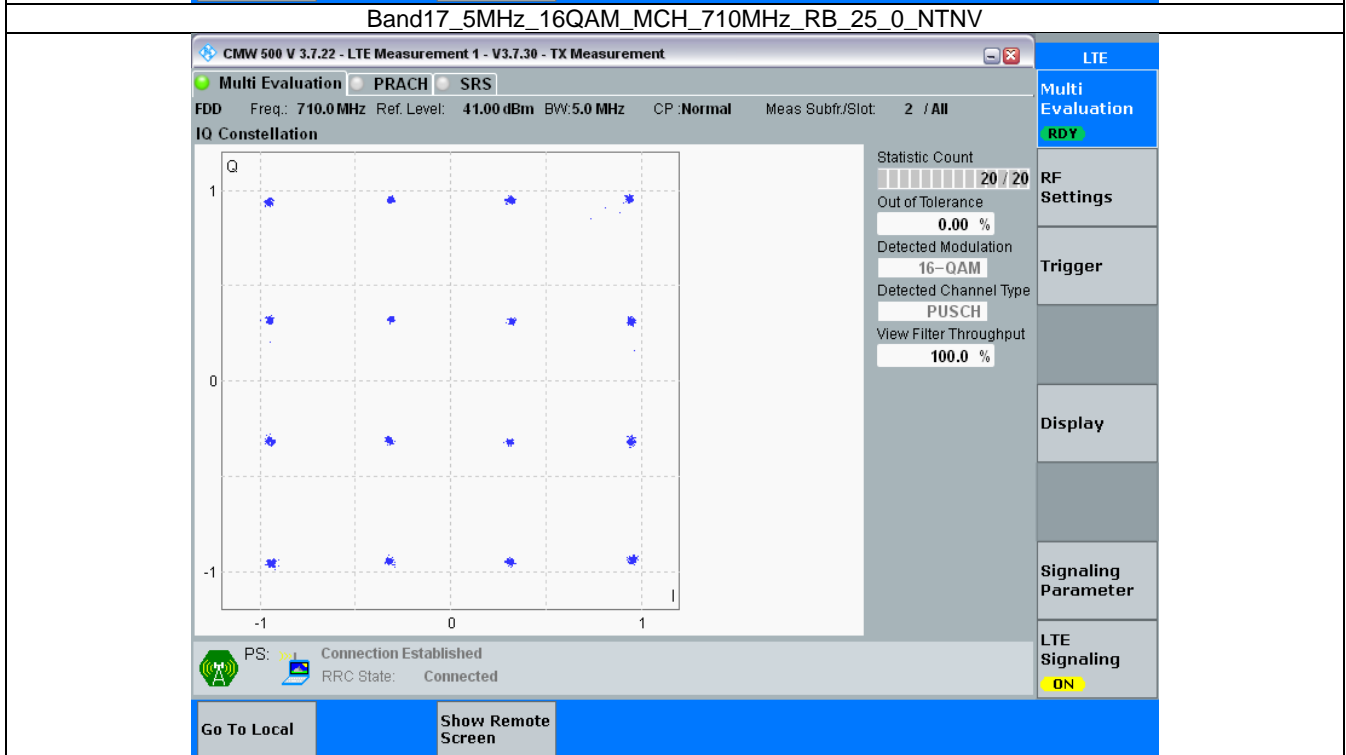 Band17_5MHz_16QAM_MCH_710MHz_RB_25_0_NTNV
CMW 500 V 3.7.22 - LTE Measurement 1 - V3.7.30 - TX Measurement
LTE
Multi Evaluation PRACH SRS
Multi
Evaluation
RDY
FDD Freq.: 710.0 MHz Ref. Level: 41.00 dBm BW:5.0 MHz CP :Normal Meas Subfr./Slot: 2 / All
IQ Constellation
Q
1
0
-1
I
-1 0 1
Statistic Count
20 / 20
Out of Tolerance
0.00 %
Detected Modulation
16-QAM
Detected Channel Type
PUSCH
View Filter Throughput
100.0 %
RF
Settings
Trigger
Display
Signaling
Parameter
LTE
Signaling
ON
PS: Connection Established
RRC State: Connected
Go To Local
Show Remote
Screen